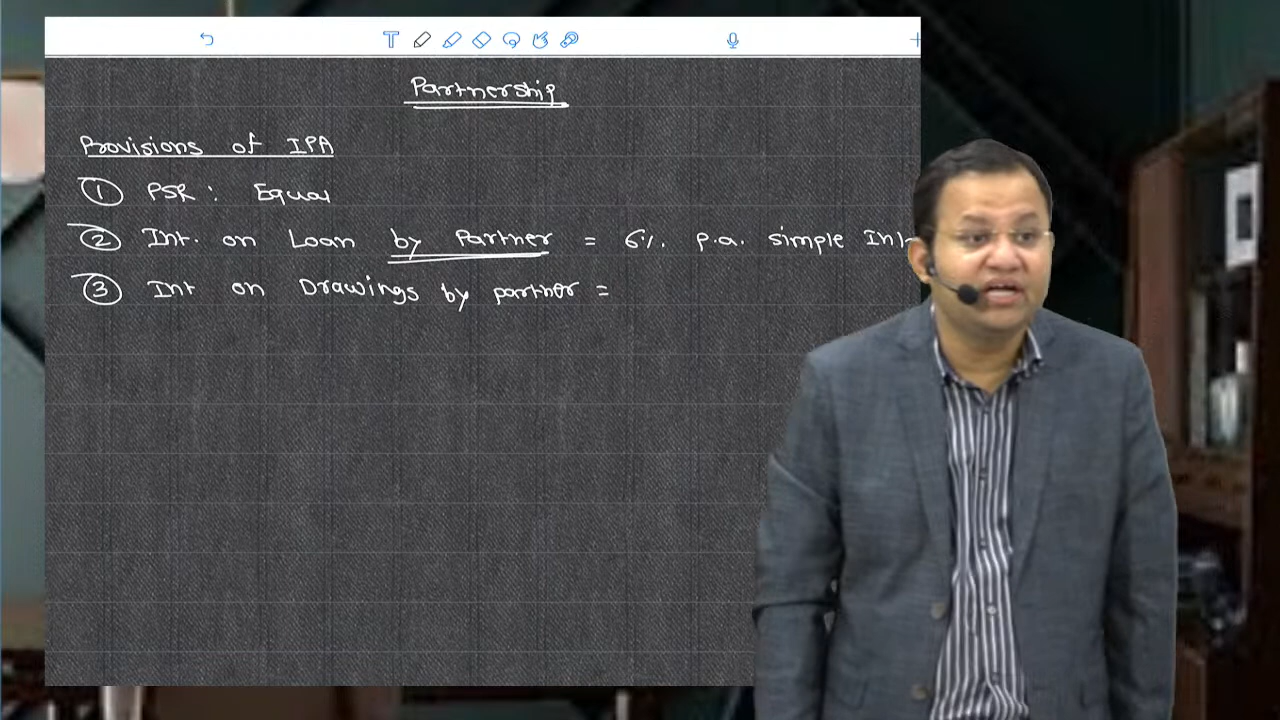 Partnership
Provisions of IPA
① PSR : Equal
② Int. on Loan by Partner = 6%. p.a. simple Int
③ Int on Drawings by partner =